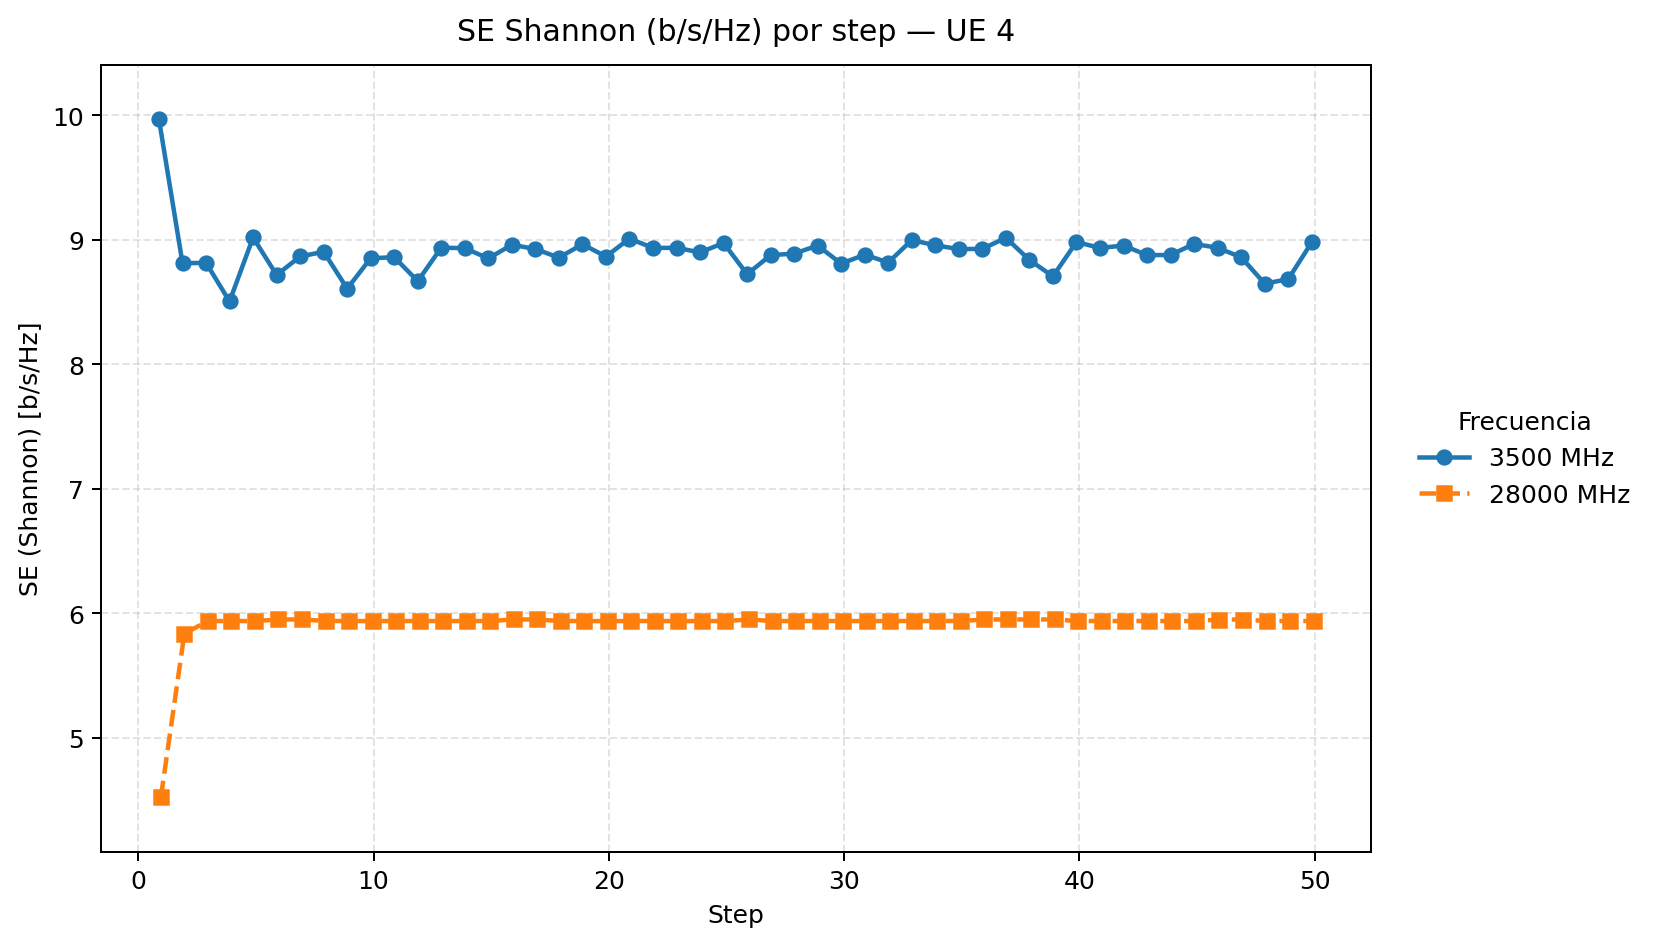 SE Shannon (b/s/Hz) por step — UE 4
SE (Shannon) [b/s/Hz]
10
9
8
7
6
5
0
10
20
30
40
50
Step
Frecuencia
3500 MHz
28000 MHz